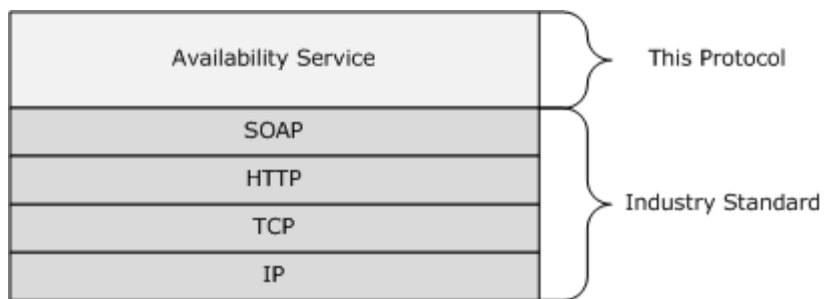 Availability Service
This Protocol
SOAP
HTTP
TCP
IP
Industry Standard